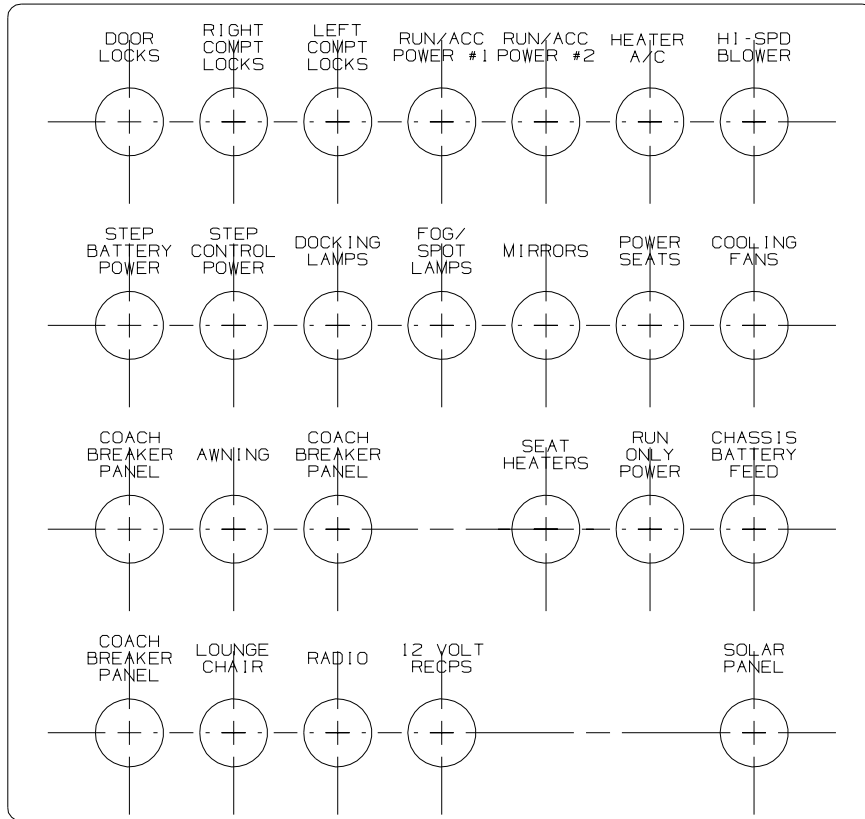 DOOR
LOCKS
RIGHT
COMPT
LOCKS
LEFT
COMPT
LOCKS
RUN/ACC
POWER #1
RUN/ACC
POWER #2
HEATER
A/C
HI-SPD
BLOWER
STEP
BATTERY
POWER
STEP
CONTROL
POWER
DOCKING
LAMPS
FOG/
SPOT
LAMPS
MIRRORS
POWER
SEATS
COOLING
FANS
COACH
BREAKER
PANEL
AWNING
COACH
BREAKER
PANEL
SEAT
HEATERS
RUN
ONLY
POWER
CHASSIS
BATTERY
FEED
COACH
BREAKER
PANEL
LOUNGE
CHAIR
RADIO
12 VOLT
RECPS
SOLAR
PANEL